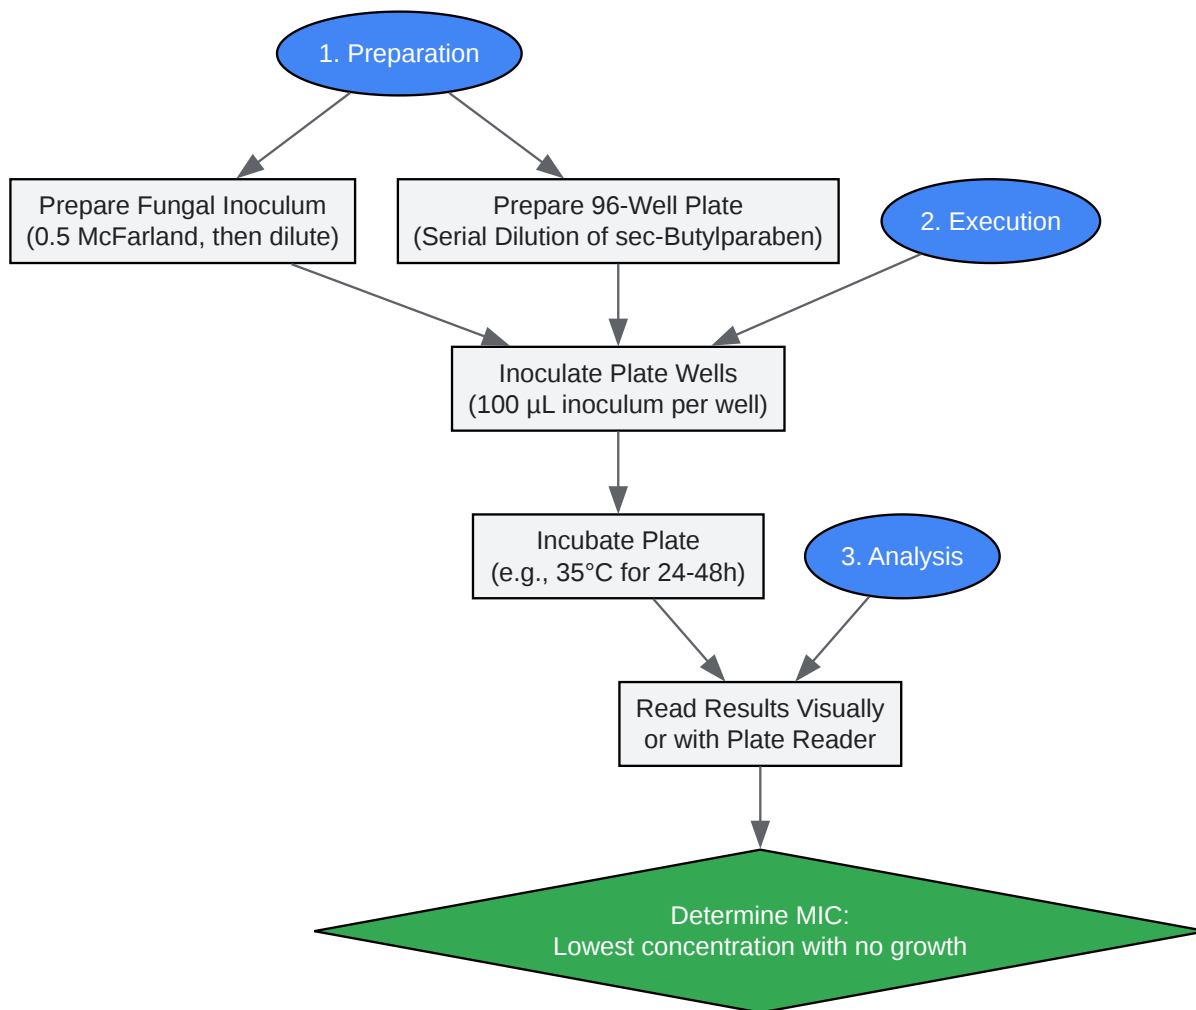 1. Preparation
Prepare Fungal Inoculum
(0.5 McFarland, then dilute)
Prepare 96-Well Plate
(Serial Dilution of sec-Butylparaben)
2. Execution
Inoculate Plate Wells
(100 µL inoculum per well)
Incubate Plate
(e.g., 35°C for 24-48h)
3. Analysis
Read Results Visually
or with Plate Reader
Determine MIC:
Lowest concentration with no growth